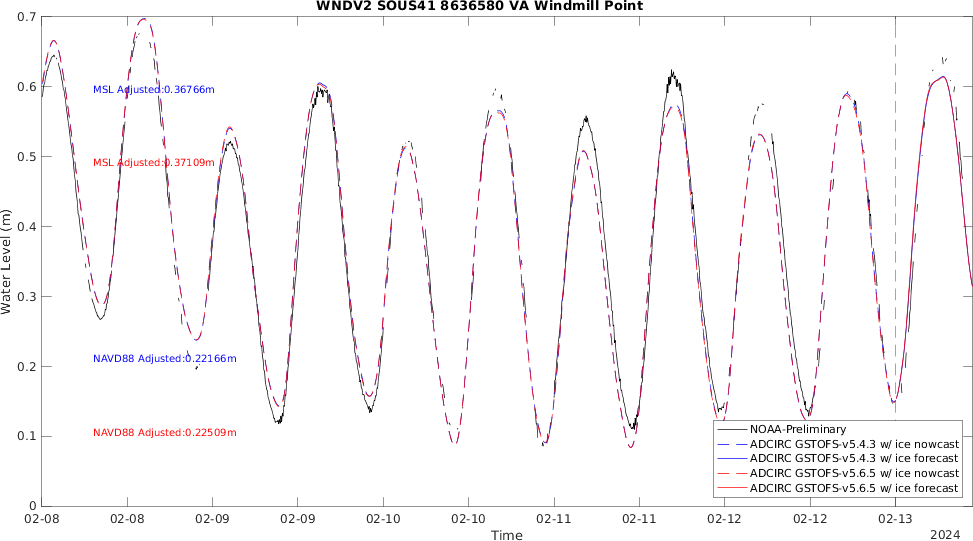 WNDV2 SOUS41 8636580 VA Windmill Point
0.7
0.6
0.5
0.4
0.3
0.2
0.1
0
Water Level (m)
MSL Adjusted:0.36766m
MSL Adjusted:0.37109m
NAVD88 Adjusted:0.22166m
NAVD88 Adjusted:0.22509m
NOAA-Preliminary
ADCIRC GSTOFS-v5.4.3 w/ ice nowcast
ADCIRC GSTOFS-v5.4.3 w/ ice forecast
ADCIRC GSTOFS-v5.6.5 w/ ice nowcast
ADCIRC GSTOFS-v5.6.5 w/ ice forecast
02-08 02-08 02-09 02-09 02-10 02-10 02-11 02-11 02-12 02-12 02-13
Time
2024